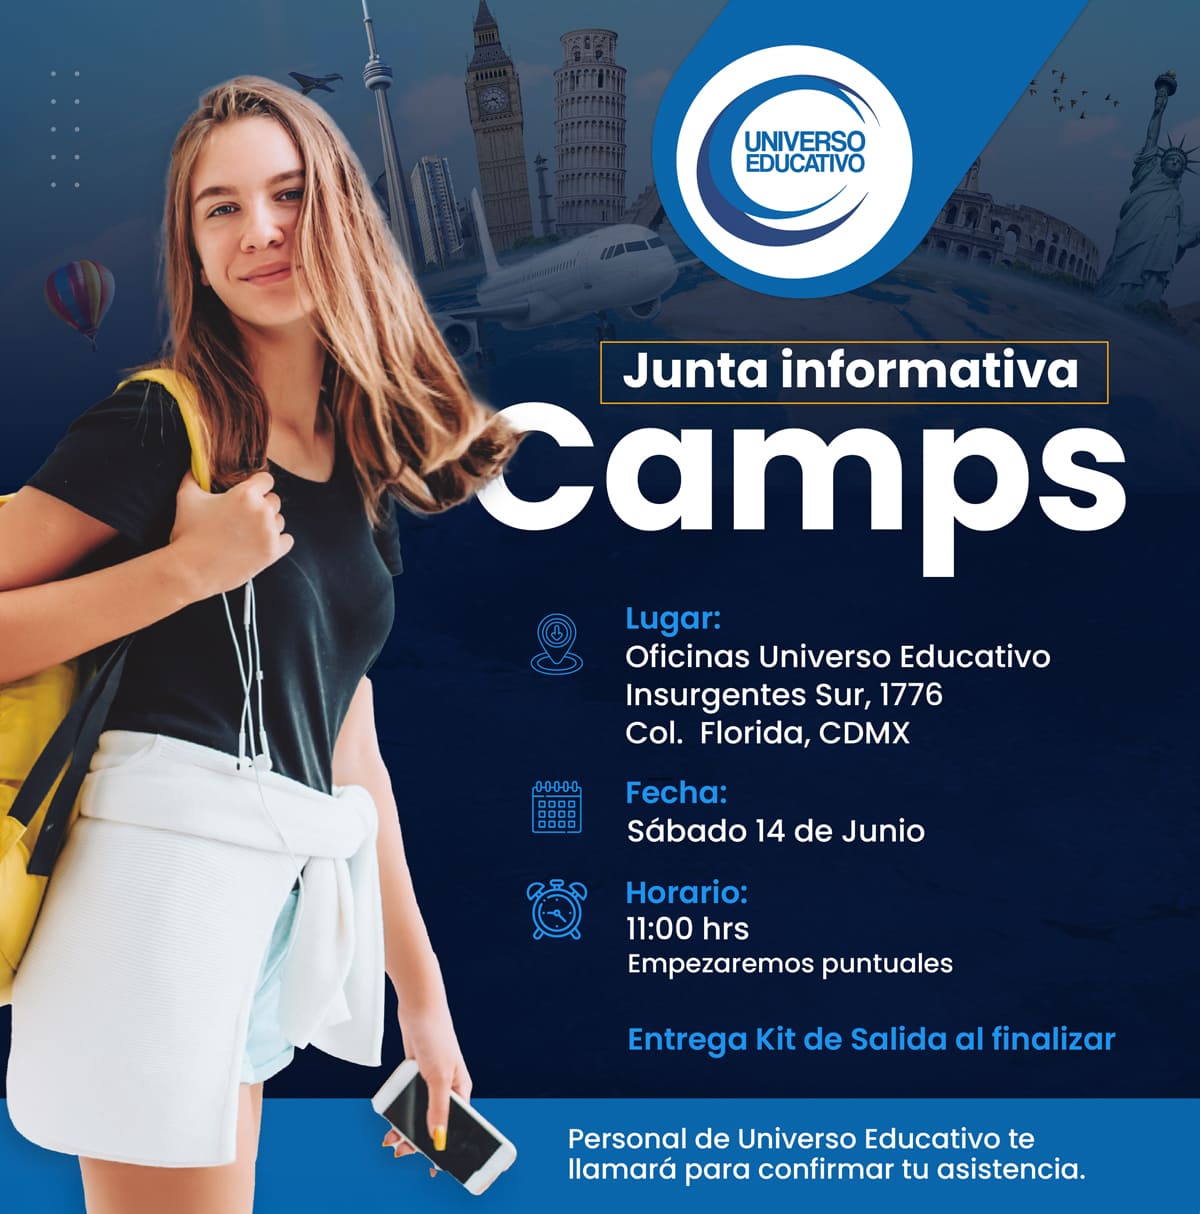 UNIVERSO
EDUCATIVO
Junta informativa
Camps
Lugar:
Oficinas Universo Educativo
Insurgentes Sur, 1776
Col. Florida, CDMX
Fecha:
Sábado 14 de Junio
Horario:
11:00 hrs
Empezaremos puntuales
Entrega Kit de Salida al finalizar
Personal de Universo Educativo te
llamará para confirmar tu asistencia.